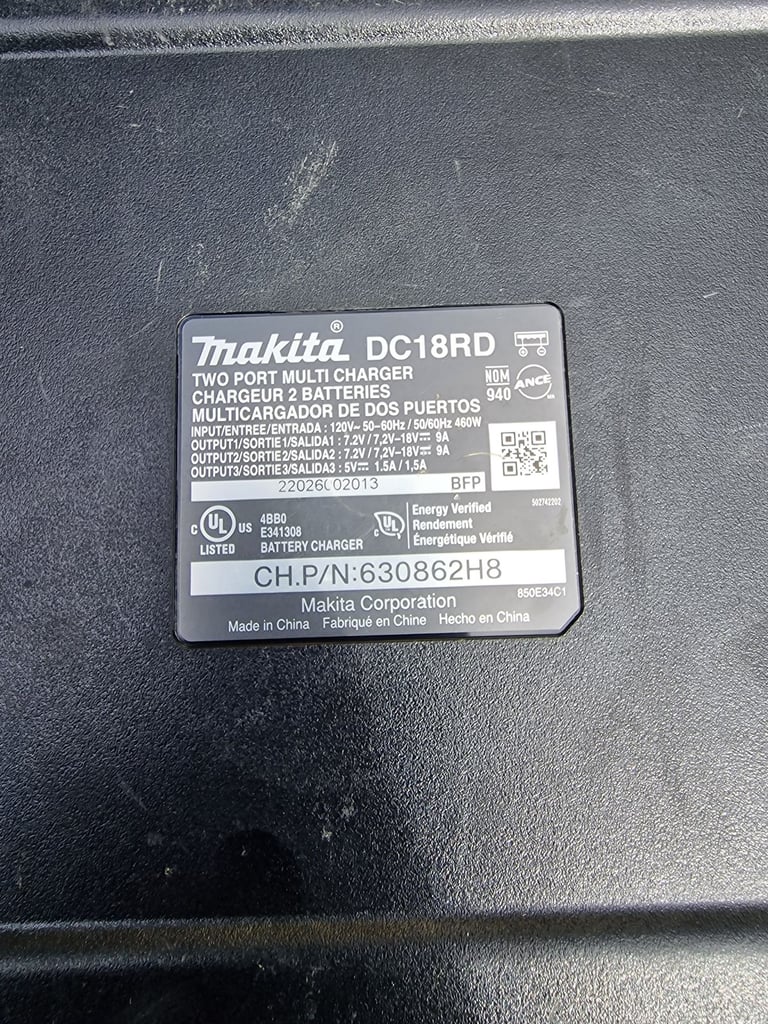 makita® DC18RD
TWO PORT MULTI CHARGER
CHARGEUR 2 BATTERIES
MULTICARGADOR DE DOS PUERTOS
NOM
940
ANCE
INPUT/ENTREE/ENTRADA : 120V~ 50-60Hz / 50/60Hz 460W
OUTPUT1/SORTIE1/SALIDA1 : 7.2V / 7,2V-18V⎓ 9A
OUTPUT2/SORTIE2/SALIDA2 : 7.2V / 7,2V-18V⎓ 9A
OUTPUT3/SORTIE3/SALIDA3 : 5V⎓ 1.5A / 1,5A
BFP
502742202
C UL US
LISTED
4BB0
E341308
BATTERY CHARGER
C UL
Energy Verified
Rendement
Énergétique Vérifié
CH.P/N:630862H8
Makita Corporation
850E34C1
Made in China Fabriqué en Chine Hecho en China